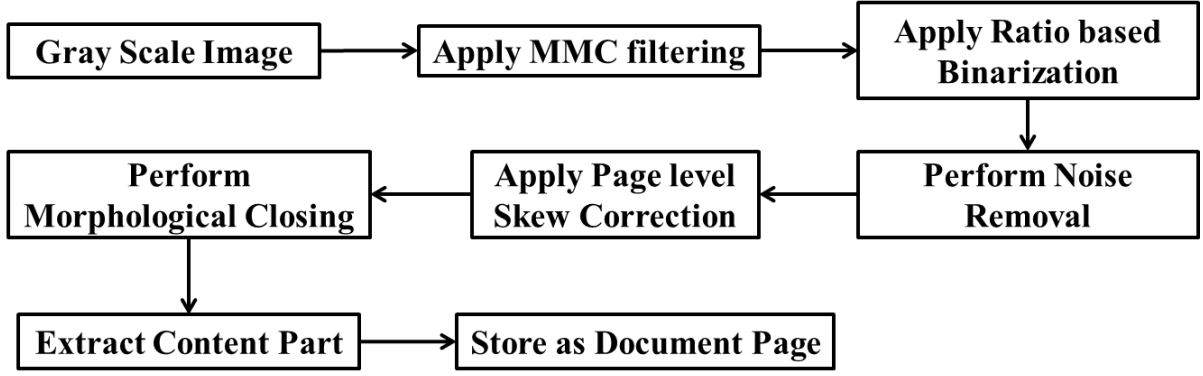 Gray Scale Image
Apply MMC filtering
Apply Ratio based
Binarization
Perform Noise
Removal
Apply Page level
Skew Correction
Perform
Morphological Closing
Extract Content Part
Store as Document Page